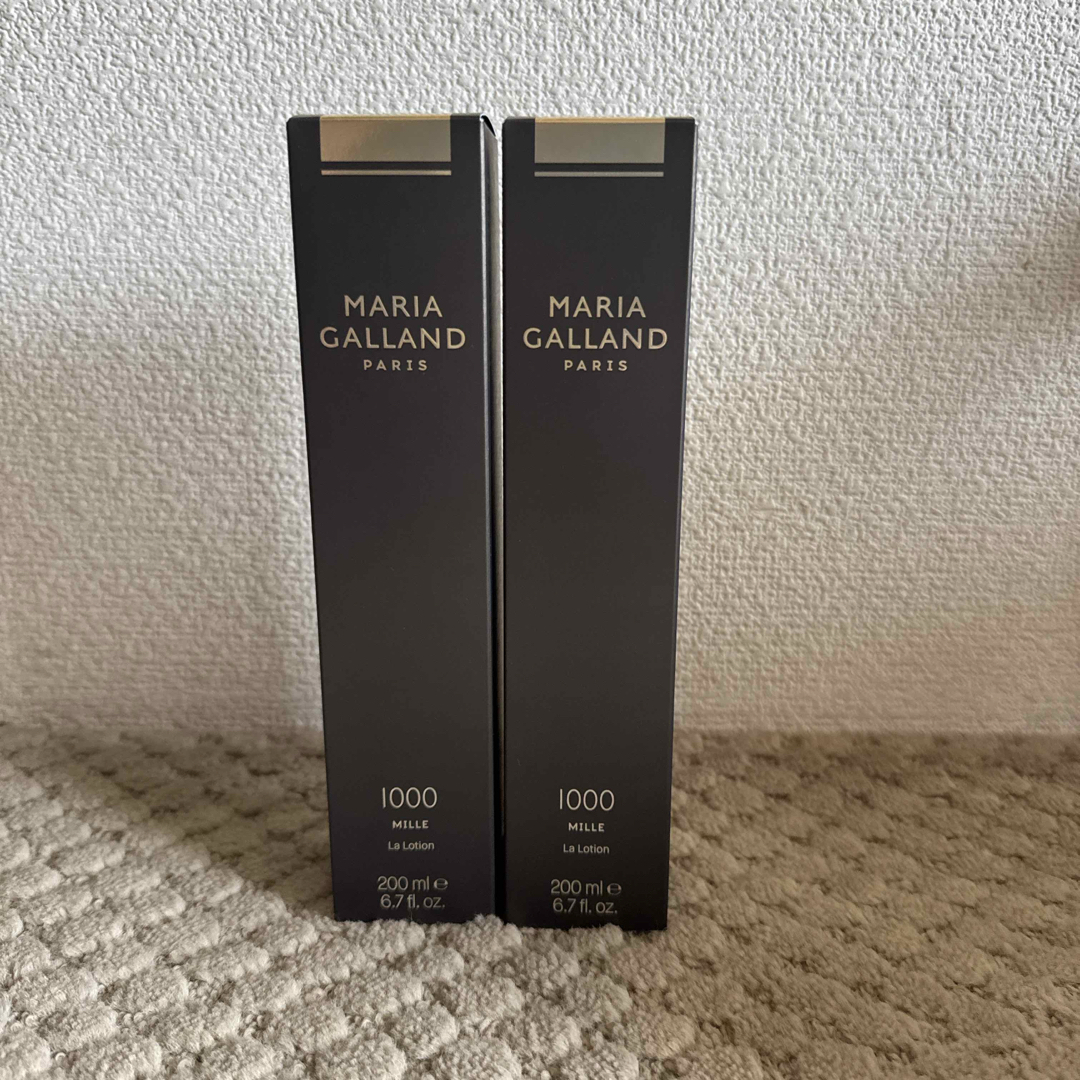 MARIA
GALLAND
PARIS
1000
MILLE
La Lotion
200 ml ℮
6.7 fl. oz.
MARIA
GALLAND
PARIS
1000
MILLE
La Lotion
200 ml ℮
6.7 fl. oz.